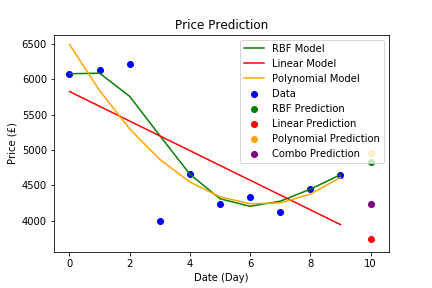 Price Prediction
6500
6000
5500
5000
4500
4000
Price (£)
RBF Model
Linear Model
Polynomial Model
Data
RBF Prediction
Linear Prediction
Polynomial Prediction
Combo Prediction
0 2 4 6 8 10
Date (Day)